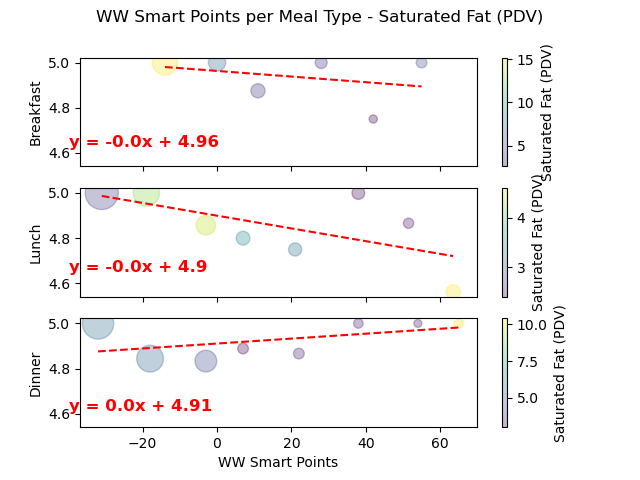 WW Smart Points per Meal Type - Saturated Fat (PDV)
5.0
4.8
4.6
Breakfast
y = -0.0x + 4.96
15
10
5
Saturated Fat (PDV)
5.0
4.8
4.6
Lunch
y = -0.0x + 4.9
4
3
Saturated Fat (PDV)
5.0
4.8
4.6
Dinner
y = 0.0x + 4.91
10.0
7.5
5.0
Saturated Fat (PDV)
−20 0 20 40 60
WW Smart Points